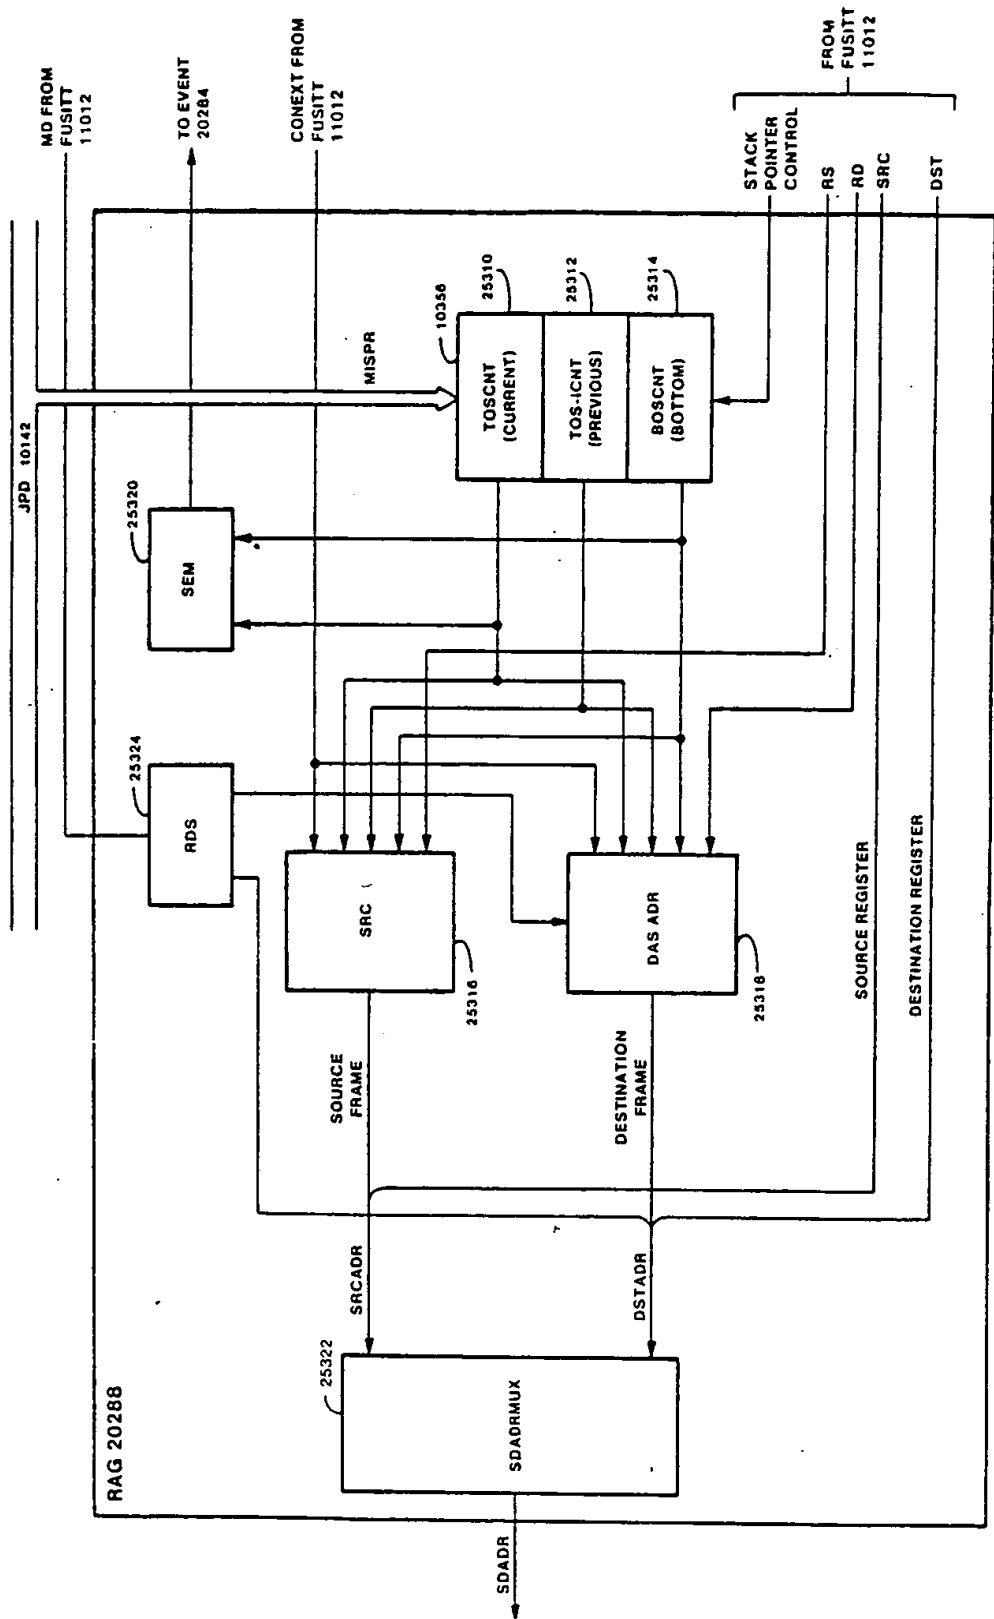 JPD 10142
MD FROM
FUSITT
11012
TO EVENT
20284
CONEXT FROM
FUSITT
11012
FROM
FUSITT
11012
STACK
POINTER
CONTROL
RS
RD
SRC
DST
RAG 20288
MISPR
10356
TOSCNT
(CURRENT)
25310
TOS-ICNT
(PREVIOUS)
25312
BOSCNT
(BOTTOM)
25314
SEM
25320
RDS
25324
SRC
25316
DAS ADR
25318
SOURCE
FRAME
DESTINATION
FRAME
SOURCE REGISTER
DESTINATION REGISTER
SRCADR
DSTADR
SDADRMUX
25322
SDADR